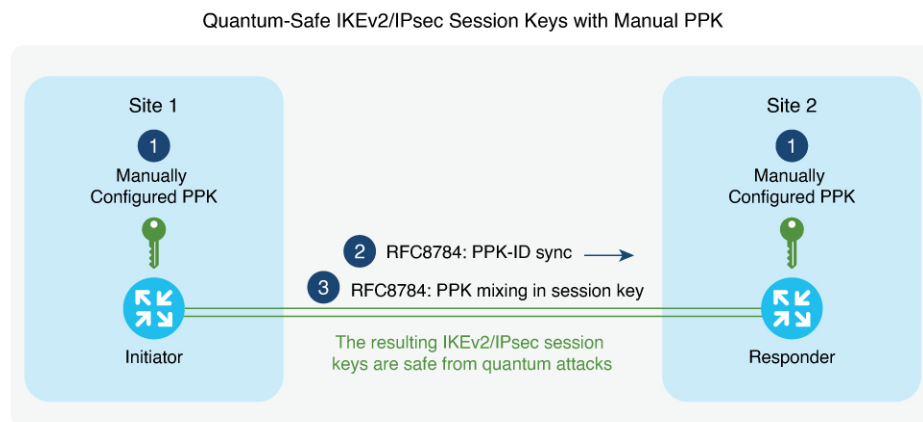 Quantum-Safe IKEv2/IPsec Session Keys with Manual PPK
Site 1
1
Manually
Configured PPK
Initiator
2 RFC8784: PPK-ID sync
3 RFC8784: PPK mixing in session key
The resulting IKEv2/IPsec session
keys are safe from quantum attacks
Site 2
1
Manually
Configured PPK
Responder